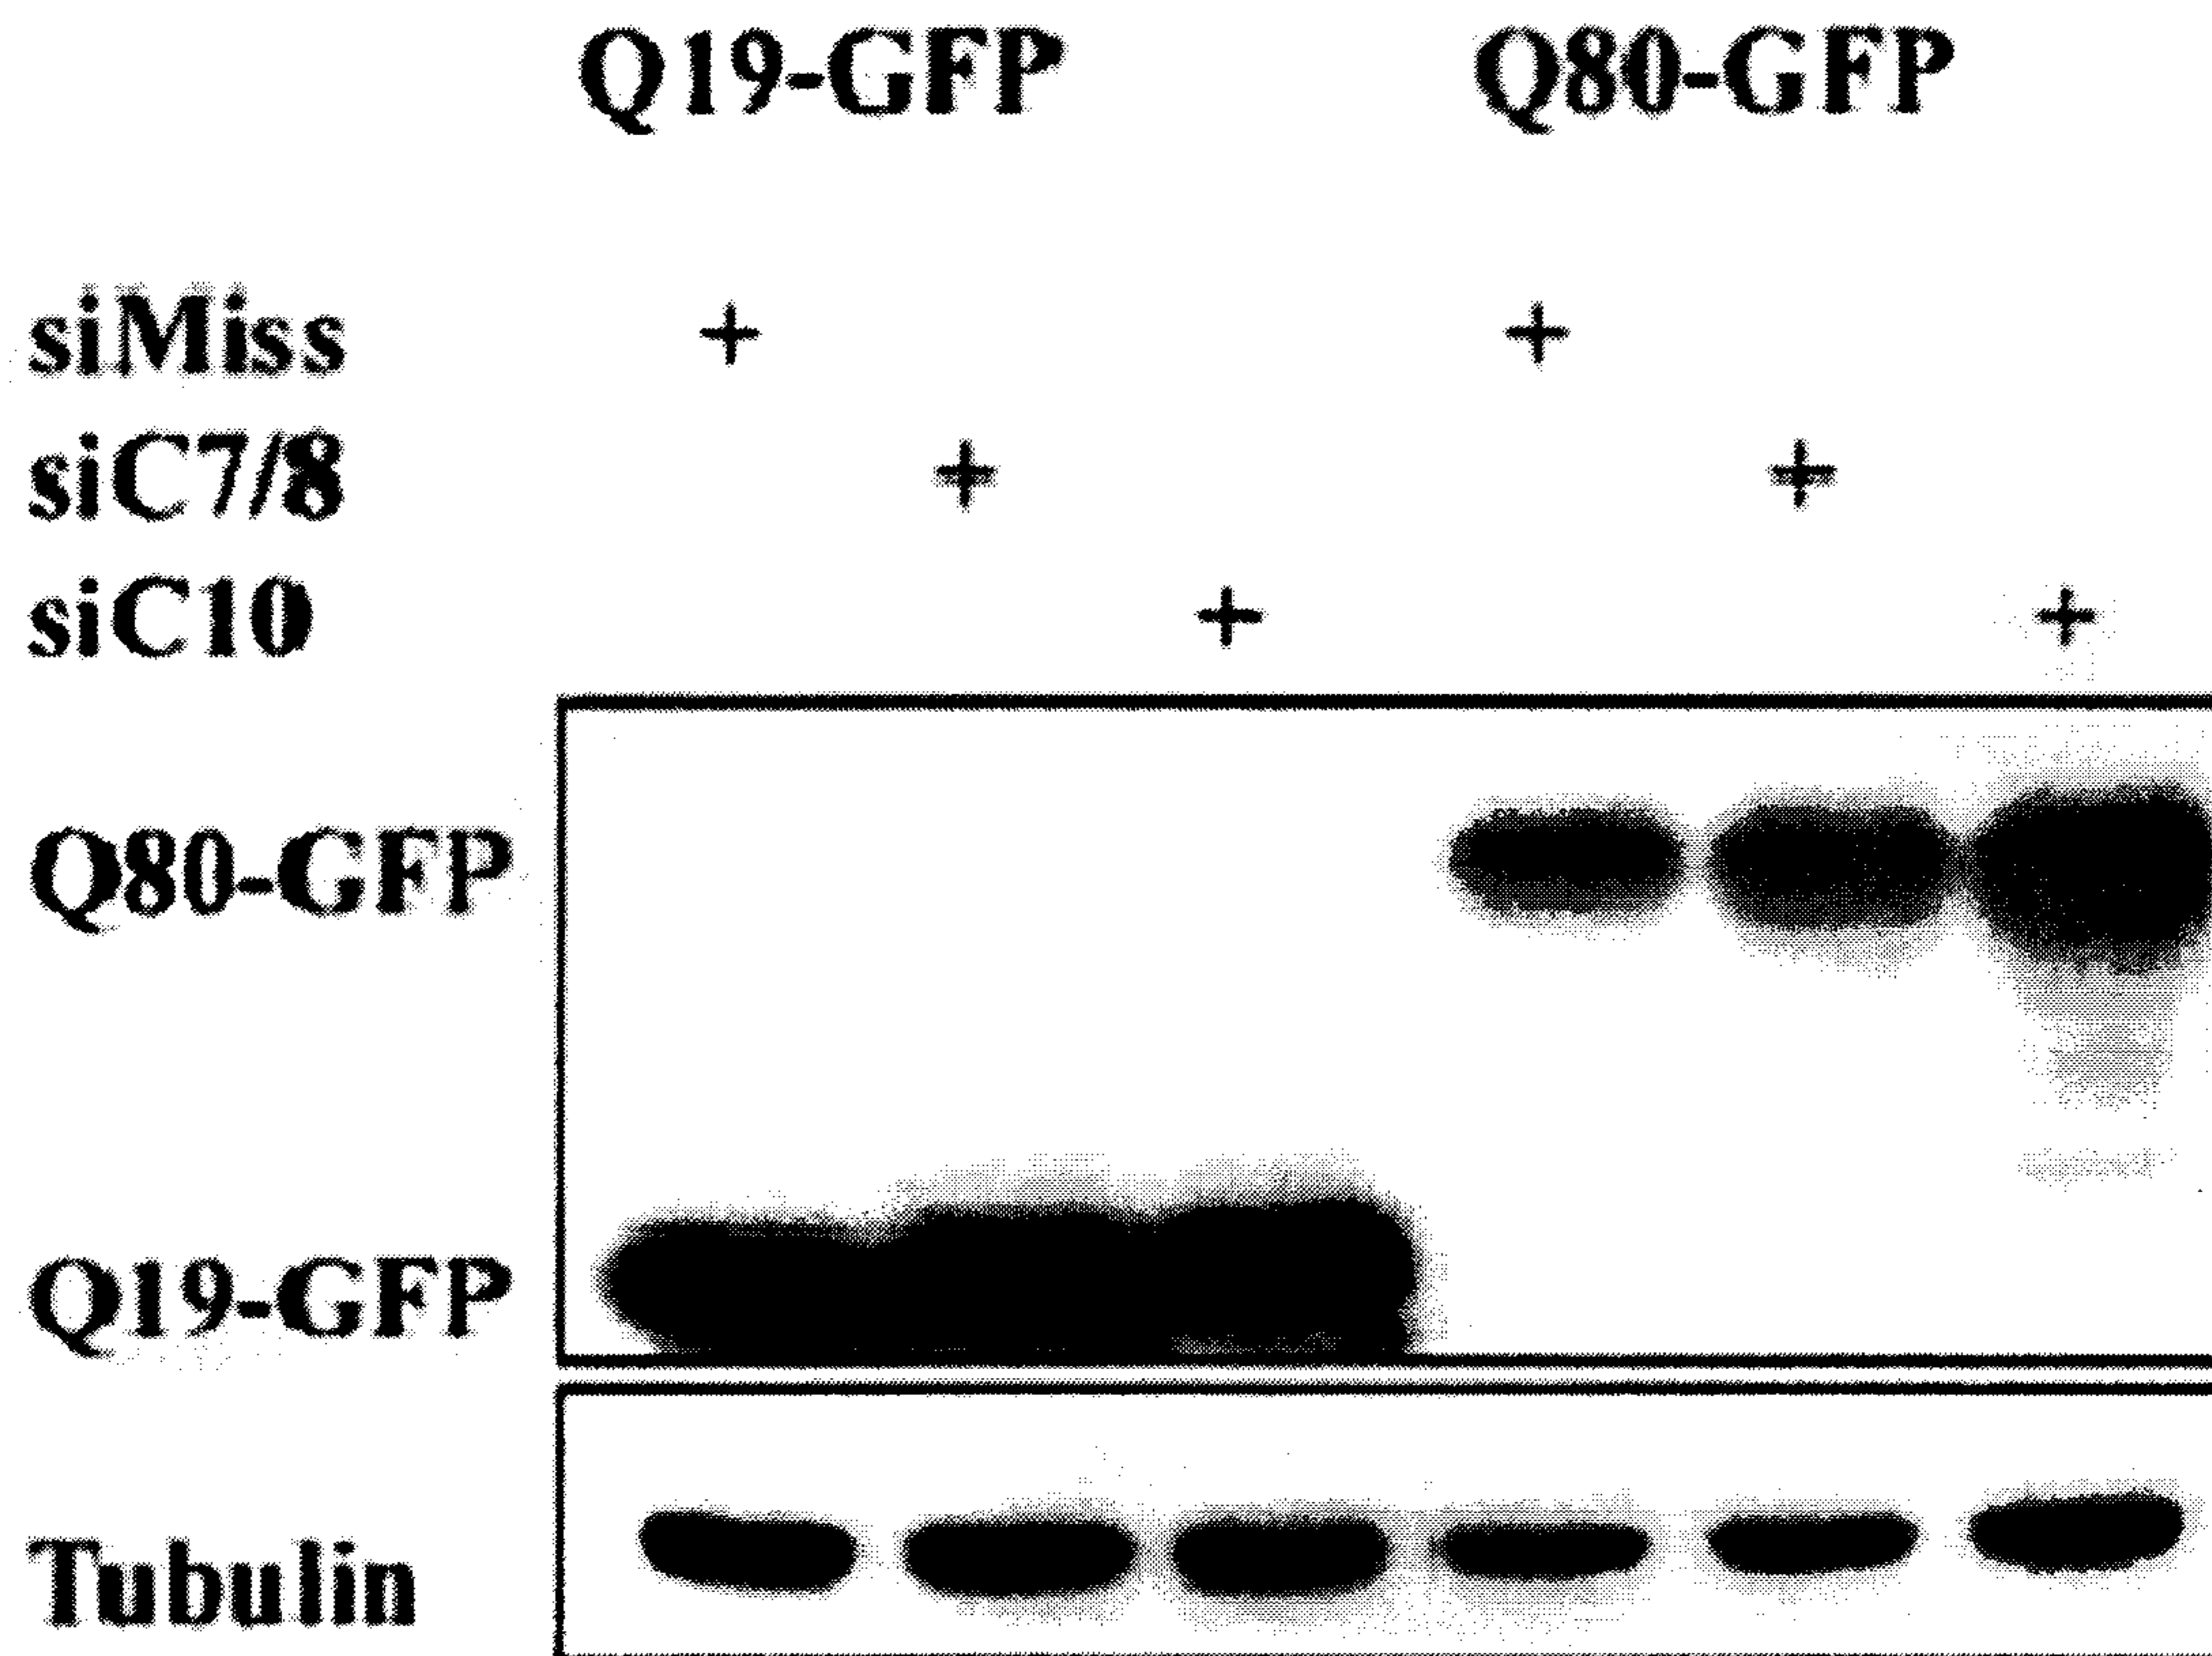 Q19-GFP Q80-GFP
siMiss + +
siC7/8 + +
siC10 + +
Q80-GFP
Q19-GFP
Tubulin